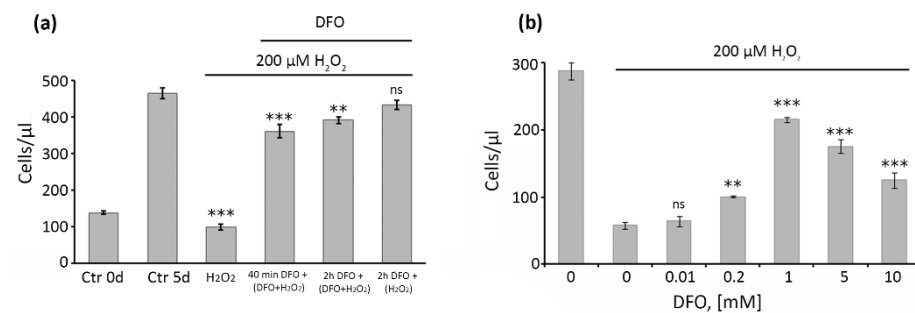 (a)
DFO
200 µM H₂O₂
500
400
300
200
100
0
Cells/µl
***
***
**
ns
Ctr 0d
Ctr 5d
H₂O₂
40 min DFO +
(DFO+H₂O₂)
2h DFO +
(DFO+H₂O₂)
2h DFO +
(H₂O₂)
(b)
200 µM H₂O₂
300
200
100
0
Cells/µl
ns
**
***
***
***
0
0
0.01
0.2
1
5
10
DFO, [mM]